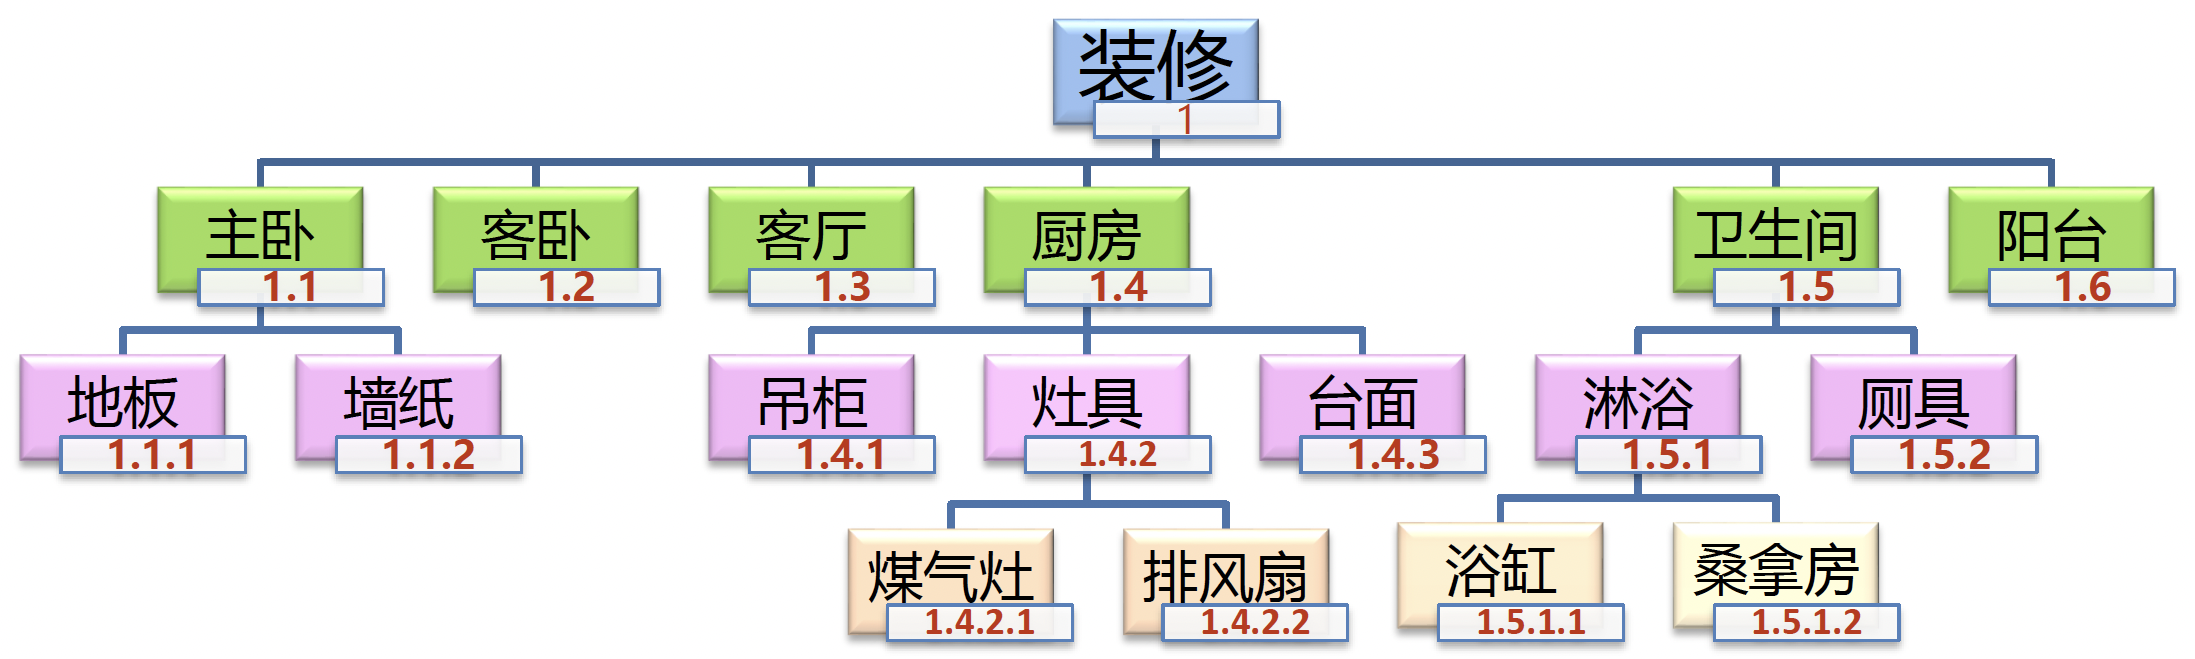 装修
1
主卧
1.1
客卧
1.2
客厅
1.3
厨房
1.4
卫生间
1.5
阳台
1.6
地板
1.1.1
墙纸
1.1.2
吊柜
1.4.1
灶具
1.4.2
台面
1.4.3
淋浴
1.5.1
厕具
1.5.2
煤气灶
1.4.2.1
排风扇
1.4.2.2
浴缸
1.5.1.1
桑拿房
1.5.1.2